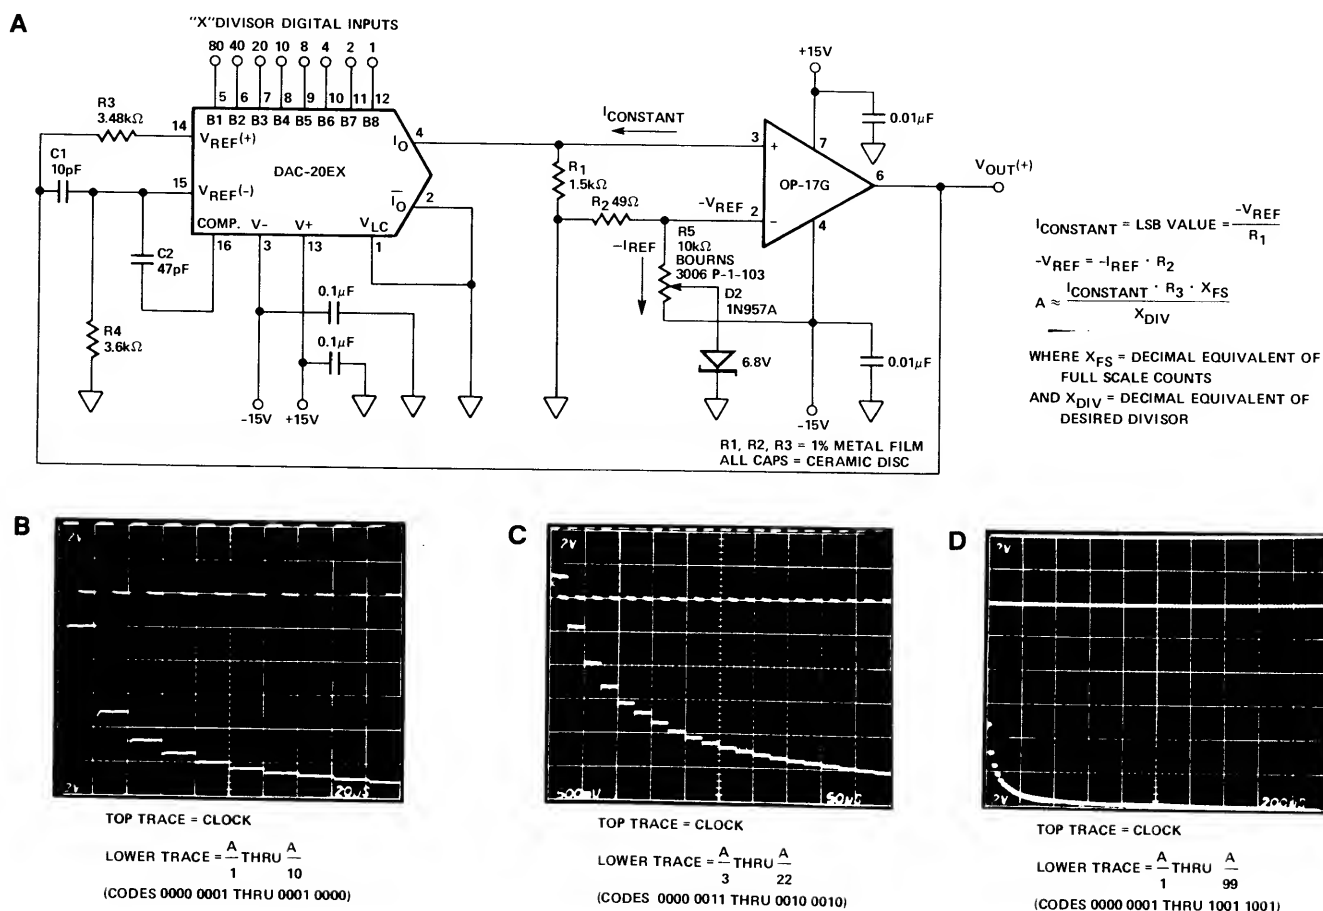 A
"X" DIVISOR DIGITAL INPUTS
80 40 20 10 8 4 2 1
5 6 7 8 9 10 11 12
B1 B2 B3 B4 B5 B6 B7 B8
R3
3.48kΩ
14
VREF(+)
C1
10pF
15
VREF(-)
DAC-20EX
IO
4
IO
2
COMP. V- V+ VLC
16 3 13 1
C2
47pF
R4
3.6kΩ
0.1μF
0.1μF
-15V +15V
ICONSTANT
R1
1.5kΩ
R2 49Ω
-VREF
-IREF
R5
10kΩ
BOURNS
3006 P-1-103
D2
1N957A
6.8V
+15V
0.01μF
3
+
7
OP-17G
6
2
-
4
VOUT(+)
0.01μF
-15V
R1, R2, R3 = 1% METAL FILM
ALL CAPS = CERAMIC DISC
ICONSTANT = LSB VALUE = -VREF / R1
-VREF = -IREF · R2
A ≈ ICONSTANT · R3 · XFS / XDIV
WHERE XFS = DECIMAL EQUIVALENT OF
FULL SCALE COUNTS
AND XDIV = DECIMAL EQUIVALENT OF
DESIRED DIVISOR
B
2V
2V 20μS
TOP TRACE = CLOCK
LOWER TRACE = A/1 THRU A/10
(CODES 0000 0001 THRU 0001 0000)
C
2V
500mV 50μS
TOP TRACE = CLOCK
LOWER TRACE = A/3 THRU A/22
(CODES 0000 0011 THRU 0010 0010)
D
2V
2V 200μS
TOP TRACE = CLOCK
LOWER TRACE = A/1 THRU A/99
(CODES 0000 0001 THRU 1001 1001)